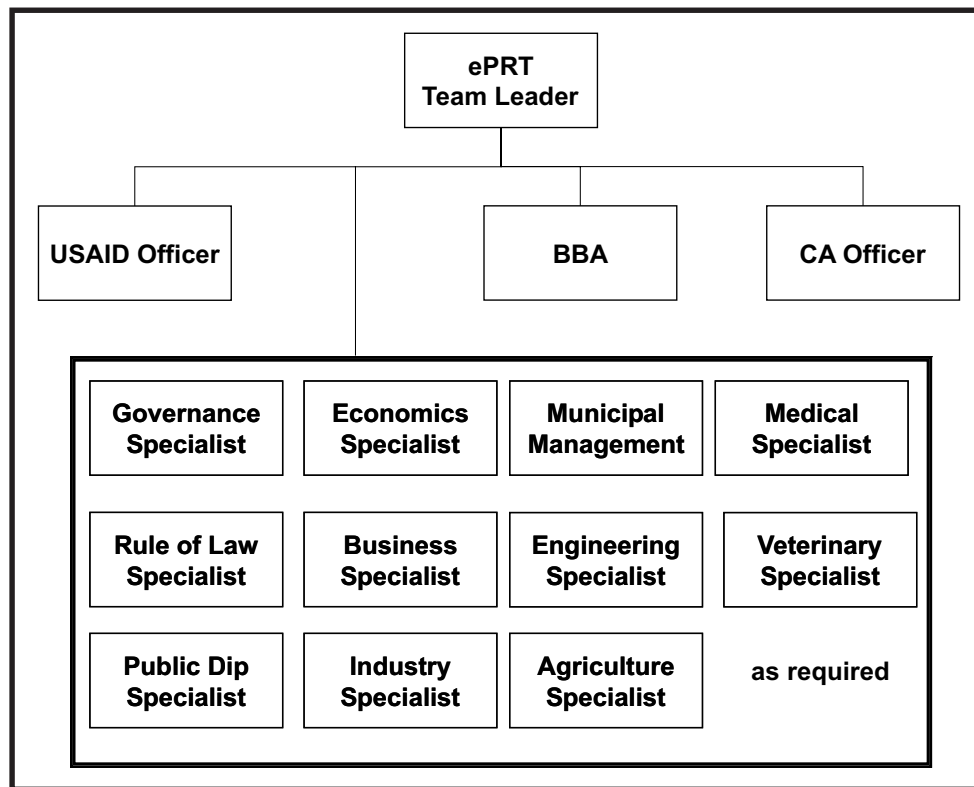 ePRT
Team Leader
USAID Officer
BBA
CA Officer
Governance
Specialist
Economics
Specialist
Municipal
Management
Medical
Specialist
Rule of Law
Specialist
Business
Specialist
Engineering
Specialist
Veterinary
Specialist
Public Dip
Specialist
Industry
Specialist
Agriculture
Specialist
as required